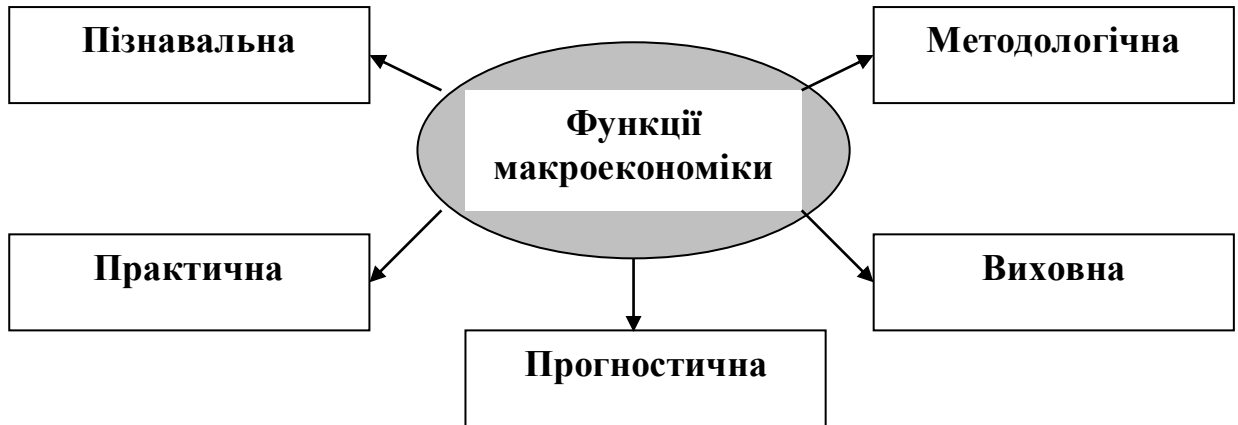 Пізнавальна
Методологічна
Функції
макроекономіки
Практична
Виховна
Прогностична